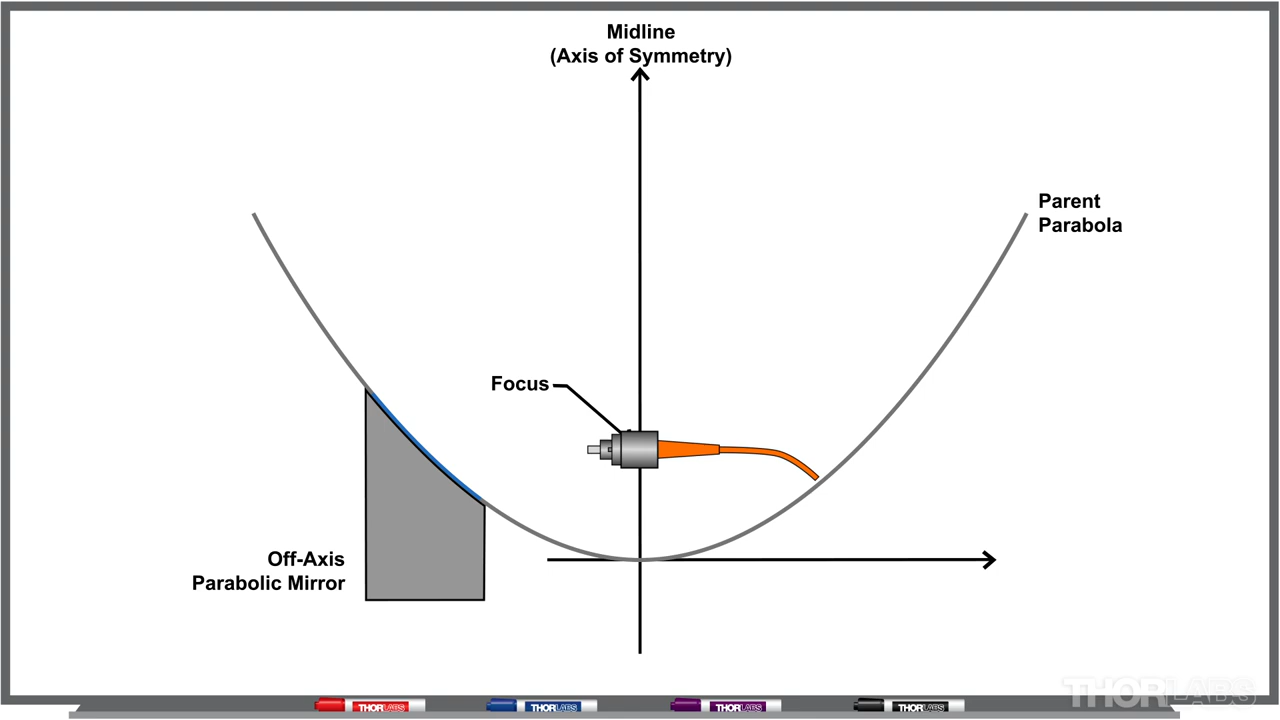 Midline
(Axis of Symmetry)
Parent
Parabola
Focus
Off-Axis
Parabolic Mirror
THORLABS
THORLABS
THORLABS
THORLABS
THORLABS